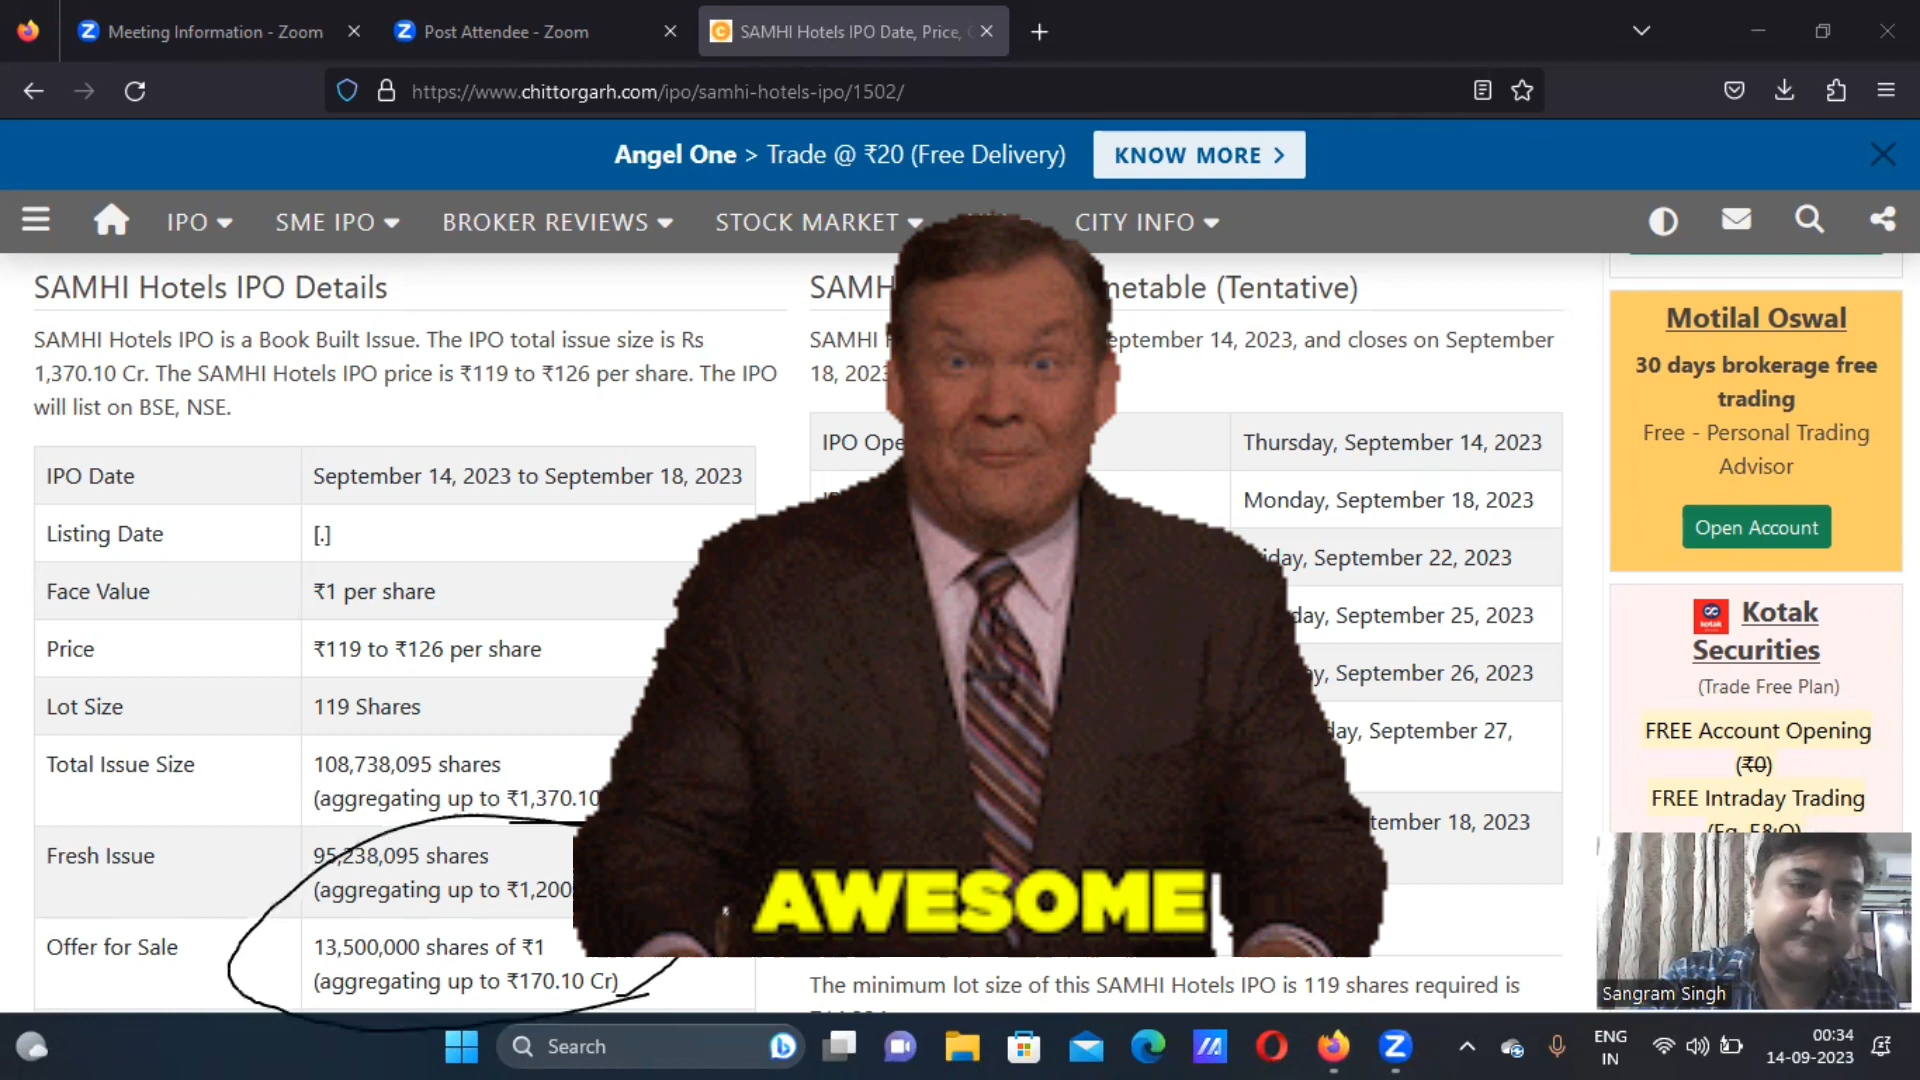 Meeting Information - Zoom
Post Attendee - Zoom
SAMHI Hotels IPO Date, Price,
https://www.chittorgarh.com/ipo/samhi-hotels-ipo/1502/
Angel One > Trade @ ₹20 (Free Delivery)
KNOW MORE >
IPO
SME IPO
BROKER REVIEWS
STOCK MARKET
CITY INFO
SAMHI Hotels IPO Details
SAMHI Hotels IPO is a Book Built Issue. The IPO total issue size is Rs
1,370.10 Cr. The SAMHI Hotels IPO price is ₹119 to ₹126 per share. The IPO
will list on BSE, NSE.
IPO Date September 14, 2023 to September 18, 2023
Listing Date [.]
Face Value ₹1 per share
Price ₹119 to ₹126 per share
Lot Size 119 Shares
Total Issue Size 108,738,095 shares
(aggregating up to ₹1,370.10
Fresh Issue 95,238,095 shares
(aggregating up to ₹1,200
Offer for Sale 13,500,000 shares of ₹1
(aggregating up to ₹170.10 Cr)
(Tentative)
SAMHI September 14, 2023, and closes on September
18, 2023
IPO Thursday, September 14, 2023
Monday, September 18, 2023
September 22, 2023
September 25, 2023
September 26, 2023
September 27,
18, 2023
The minimum lot size of this SAMHI Hotels IPO is 119 shares required is
AWESOME
Motilal Oswal
30 days brokerage free
trading
Free - Personal Trading
Advisor
Open Account
kotak
Kotak
Securities
(Trade Free Plan)
FREE Account Opening
(₹0)
FREE Intraday Trading
Sangram Singh
Search
ENG
IN
00:34
14-09-2023